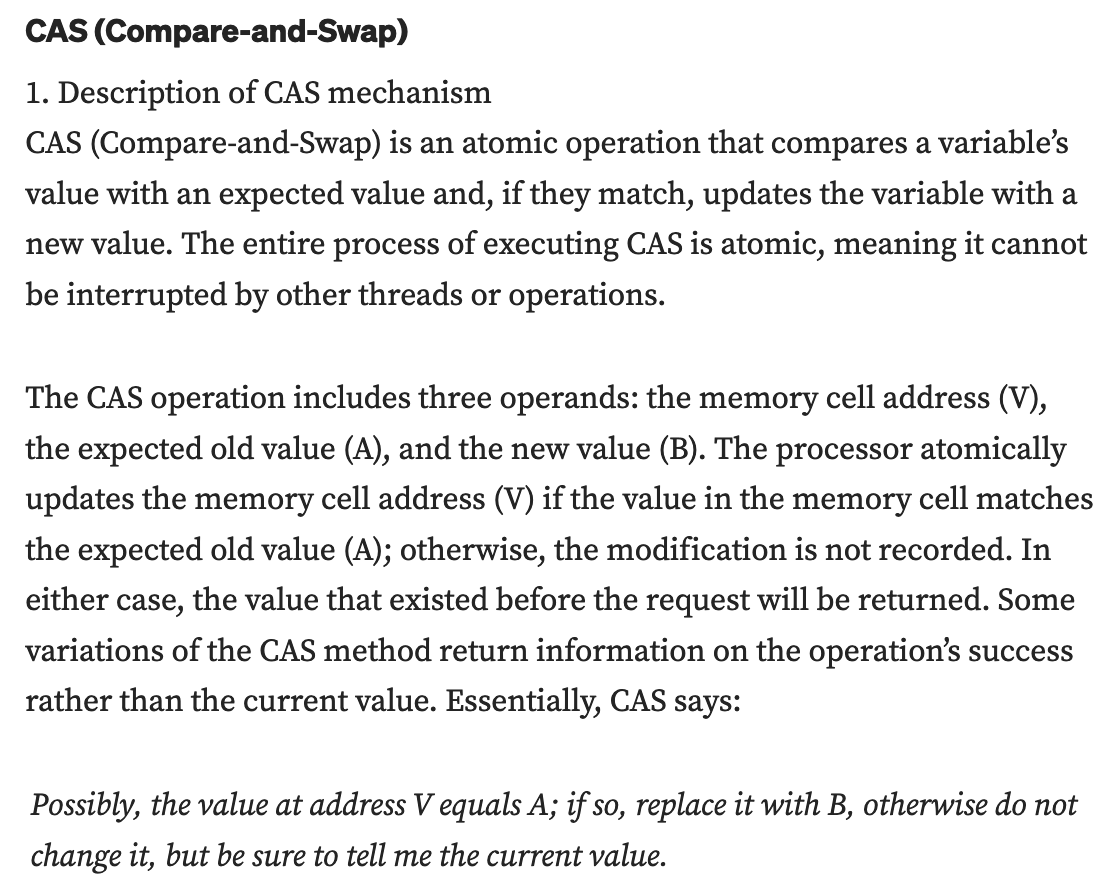 CAS (Compare-and-Swap)
1. Description of CAS mechanism
CAS (Compare-and-Swap) is an atomic operation that compares a variable’s
value with an expected value and, if they match, updates the variable with a
new value. The entire process of executing CAS is atomic, meaning it cannot
be interrupted by other threads or operations.
The CAS operation includes three operands: the memory cell address (V),
the expected old value (A), and the new value (B). The processor atomically
updates the memory cell address (V) if the value in the memory cell matches
the expected old value (A); otherwise, the modification is not recorded. In
either case, the value that existed before the request will be returned. Some
variations of the CAS method return information on the operation’s success
rather than the current value. Essentially, CAS says:
Possibly, the value at address V equals A; if so, replace it with B, otherwise do not
change it, but be sure to tell me the current value.